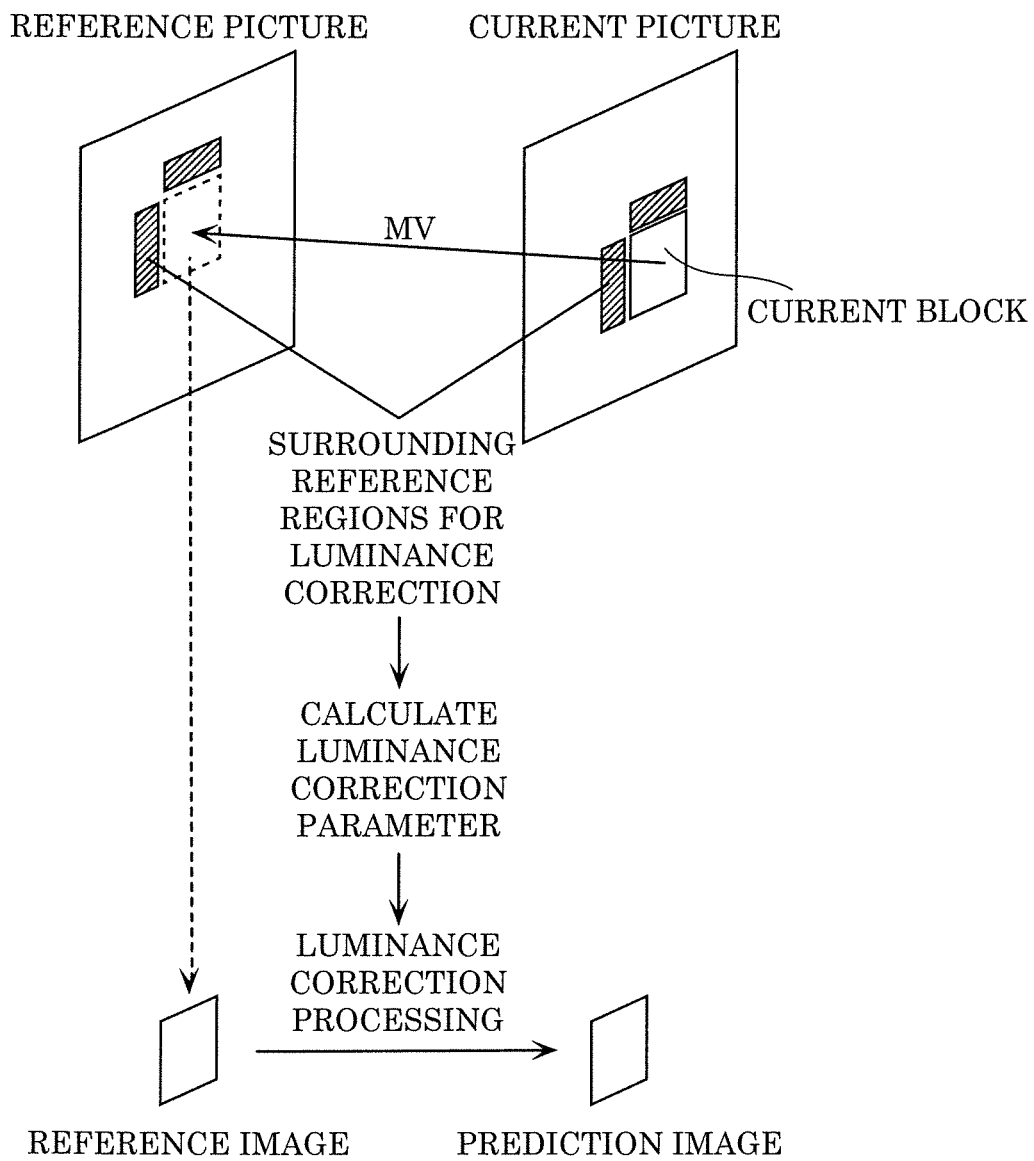 REFERENCE PICTURE
CURRENT PICTURE
MV
CURRENT BLOCK
SURROUNDING
REFERENCE
REGIONS FOR
LUMINANCE
CORRECTION
CALCULATE
LUMINANCE
CORRECTION
PARAMETER
LUMINANCE
CORRECTION
PROCESSING
REFERENCE IMAGE
PREDICTION IMAGE